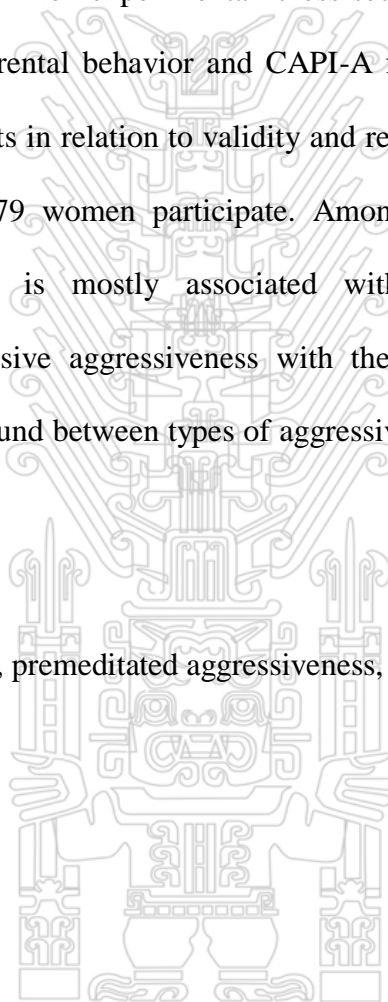 rental behavior and CAPI-A
ts in relation to validity and re
79 women participate. Amon
is mostly associated with
sive aggressiveness with the
und between types of aggressiv
, premeditated aggressiveness,